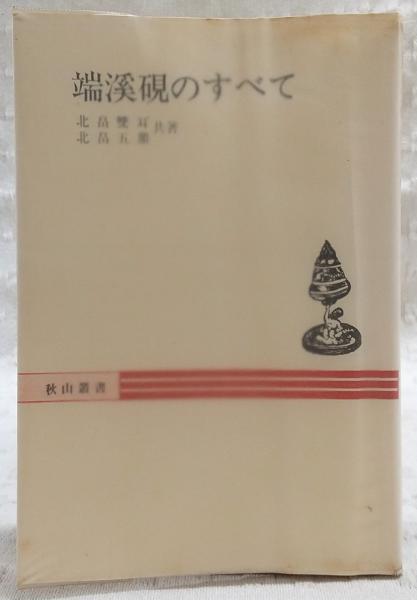 端溪硯のすべて
北畠雙耳
北畠五鼎
共著
秋山叢書